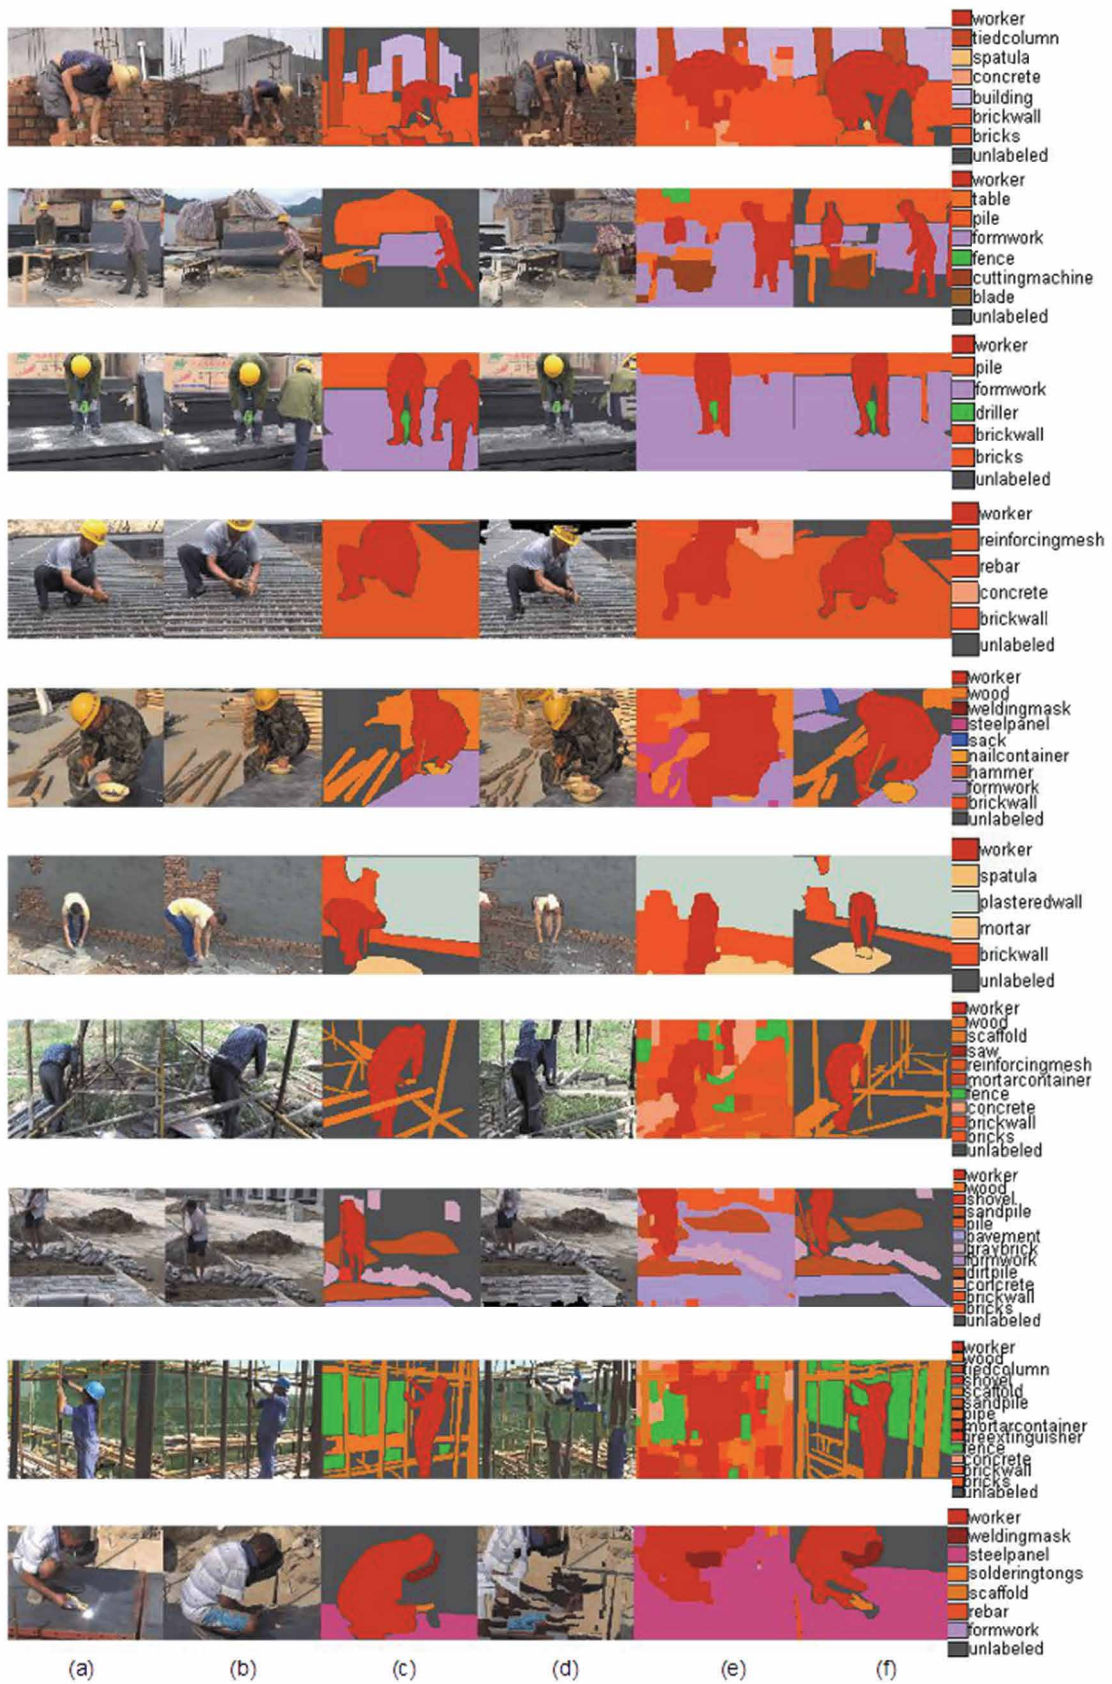 worker
tiedcolumn
spatula
concrete
building
brickwall
bricks
unlabeled
worker
table
pile
formwork
fence
cuttingmachine
blade
unlabeled
worker
pile
formwork
driller
brickwall
bricks
unlabeled
worker
reinforcingmesh
rebar
concrete
brickwall
unlabeled
worker
wood
weldingmask
steelpanel
sack
nailcontainer
hammer
formwork
brickwall
unlabeled
worker
spatula
plasteredwall
mortar
brickwall
unlabeled
worker
wood
scaffold
saw
reinforcingmesh
mortarcontainer
fence
concrete
brickwall
bricks
unlabeled
worker
wood
shovel
sandpile
pile
pavement
graybrick
formwork
dirtpile
concrete
brickwall
bricks
unlabeled
worker
wood
tiedcolumn
shovel
scaffold
sandpile
pipe
mortarcontainer
fireextinguisher
fence
concrete
brickwall
bricks
unlabeled
worker
weldingmask
steelpanel
solderingtongs
scaffold
rebar
formwork
unlabeled
(a) (b) (c) (d) (e) (f)